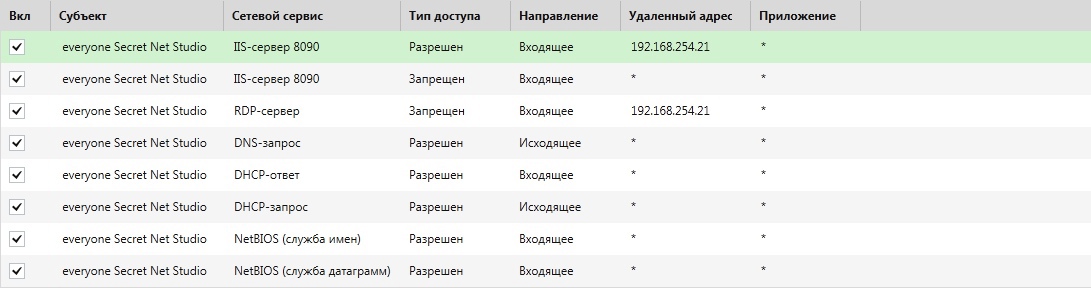 Вкл Субъект Сетевой сервис Тип доступа Направление Удаленный адрес Приложение
everyone Secret Net Studio IIS-сервер 8090 Разрешен Входящее 192.168.254.21 *
everyone Secret Net Studio IIS-сервер 8090 Запрещен Входящее * *
everyone Secret Net Studio RDP-сервер Запрещен Входящее 192.168.254.21 *
everyone Secret Net Studio DNS-запрос Разрешен Исходящее * *
everyone Secret Net Studio DHCP-ответ Разрешен Входящее * *
everyone Secret Net Studio DHCP-запрос Разрешен Исходящее * *
everyone Secret Net Studio NetBIOS (служба имен) Разрешен Входящее * *
everyone Secret Net Studio NetBIOS (служба датаграмм) Разрешен Входящее * *